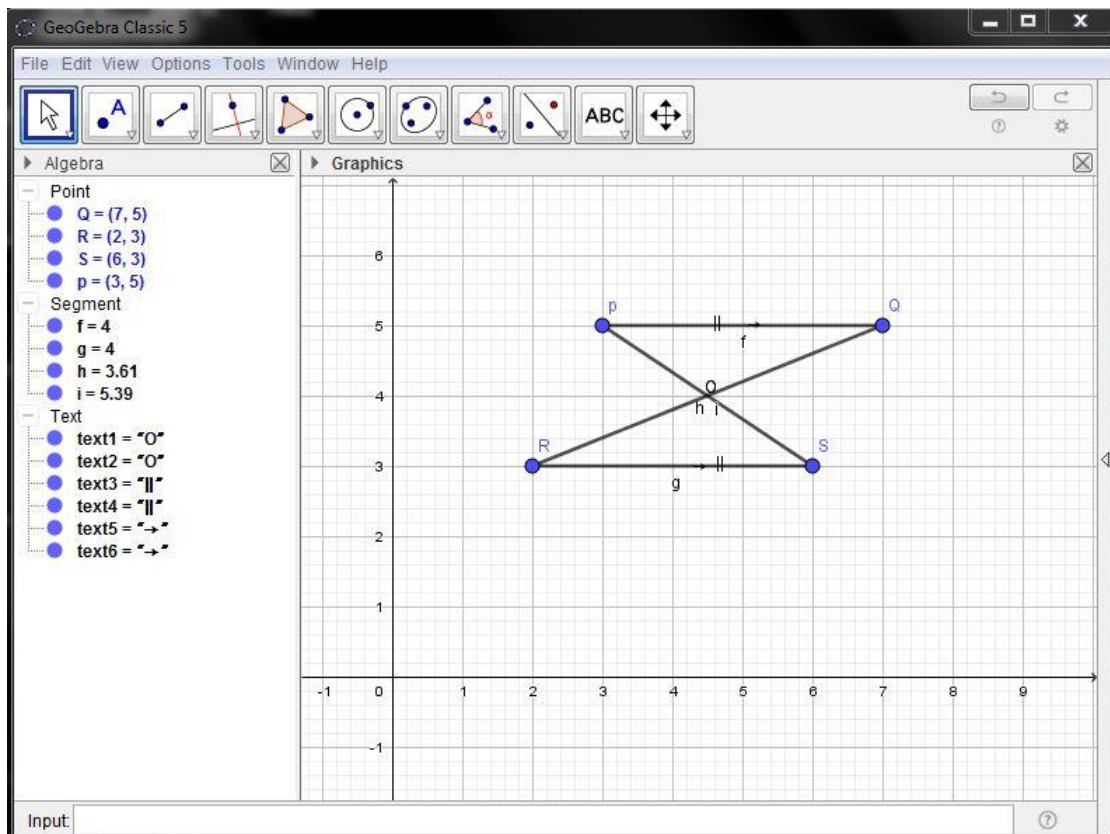 GeoGebra Classic 5
File Edit View Options Tools Window Help
A
α
ABC
Algebra
Graphics
Point
Q = (7, 5)
R = (2, 3)
S = (6, 3)
p = (3, 5)
Segment
f = 4
g = 4
h = 3.61
i = 5.39
Text
text1 = "O"
text2 = "O"
text3 = "||"
text4 = "||"
text5 = "→"
text6 = "→"
6
5
4
3
2
1
-1
-1 0 1 2 3 4 5 6 7 8 9
p
Q
||
→
f
O
h i
R
S
→
||
g
Input: